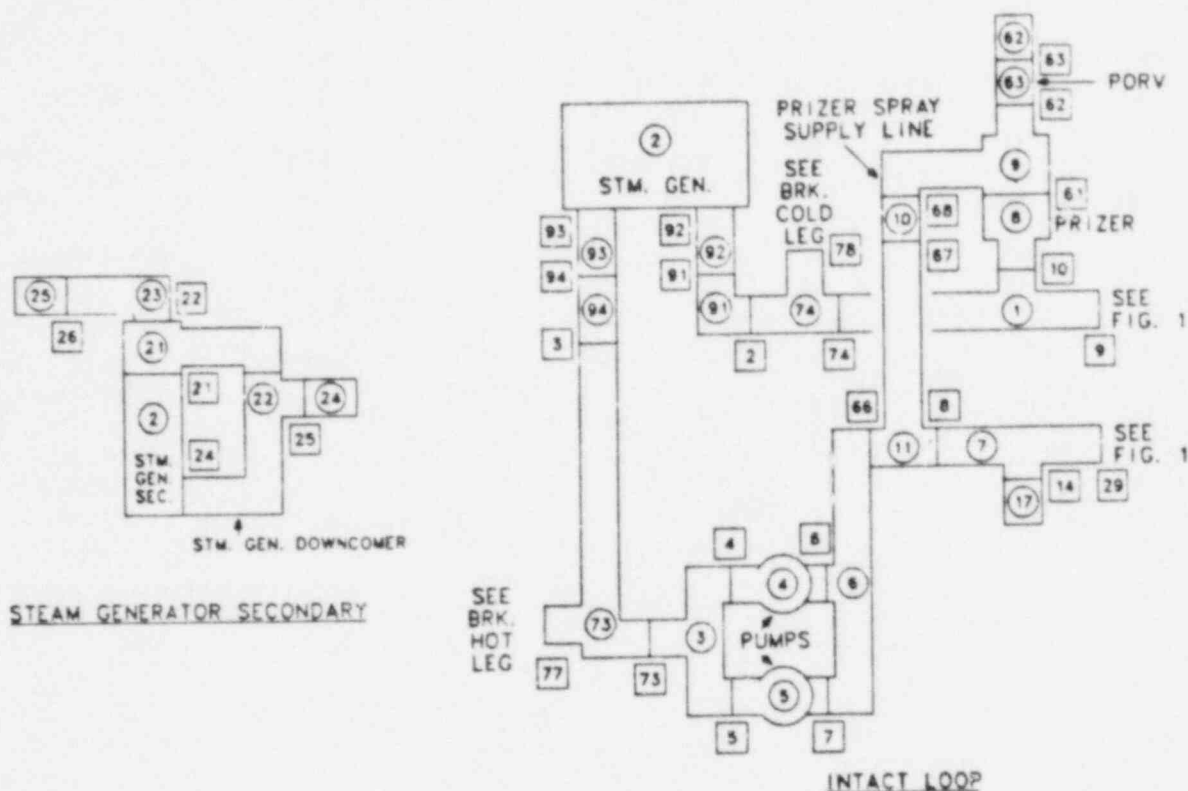 62
63
63
PORV
62
PRIZER SPRAY
SUPPLY LINE
2
STM. GEN.
9
SEE
BRK.
COLD
LEG
61
93
93
92
92
10
68
8
PRIZER
78
94
91
67
10
25
23
22
94
91
74
1
SEE
FIG. 1
26
3
2
74
9
21
21
22
24
66
8
2
25
11
7
SEE
FIG. 1
24
STM.
GEN.
SEC.
17
14
29
STM. GEN. DOWNCOMER
4
6
4
6
STEAM GENERATOR SECONDARY
SEE
BRK.
HOT
LEG
73
3
PUMPS
77
73
5
5
7
INTACT LOOP